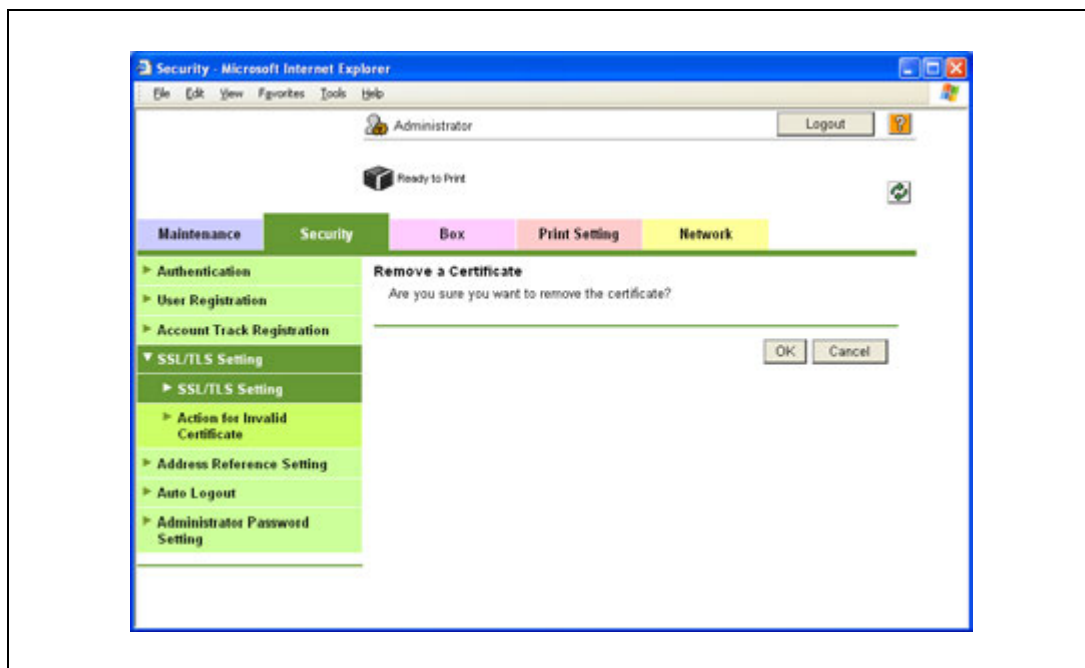 Security - Microsoft Internet Explorer
File Edit View Favorites Tools Help
Administrator
Logout
?
Ready to Print
Maintenance Security Box Print Setting Network
Authentication
User Registration
Account Track Registration
SSL/TLS Setting
SSL/TLS Setting
Action for Invalid
Certificate
Address Reference Setting
Auto Logout
Administrator Password
Setting
Remove a Certificate
Are you sure you want to remove the certificate?
OK Cancel